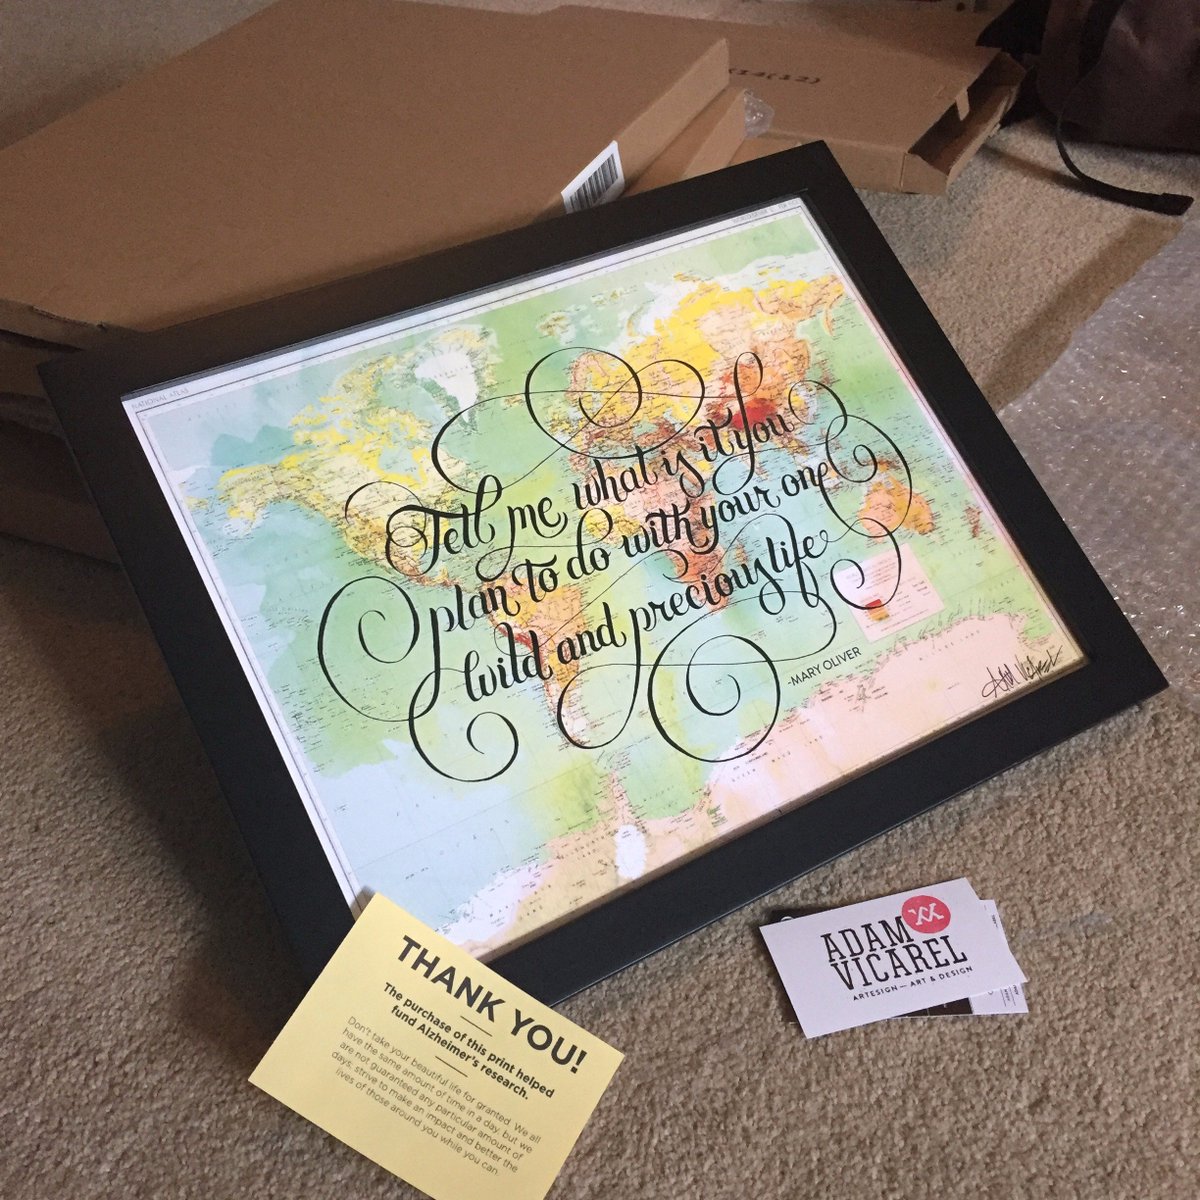 14(12)
NATIONAL ATLAS
Tell me what is it you
plan to do with your one
wild and precious life
-MARY OLIVER
THANK YOU!
The purchase of this print helped
fund Alzheimer's research.
Don't take your beautiful life for granted. We all
have the same amount of time in a day, but we
are not guaranteed any particular amount of
days, strive to make an impact and better the
lives of those around you while you can.
ADAM
VICAREL
ARTESIGN — ART & DESIGN